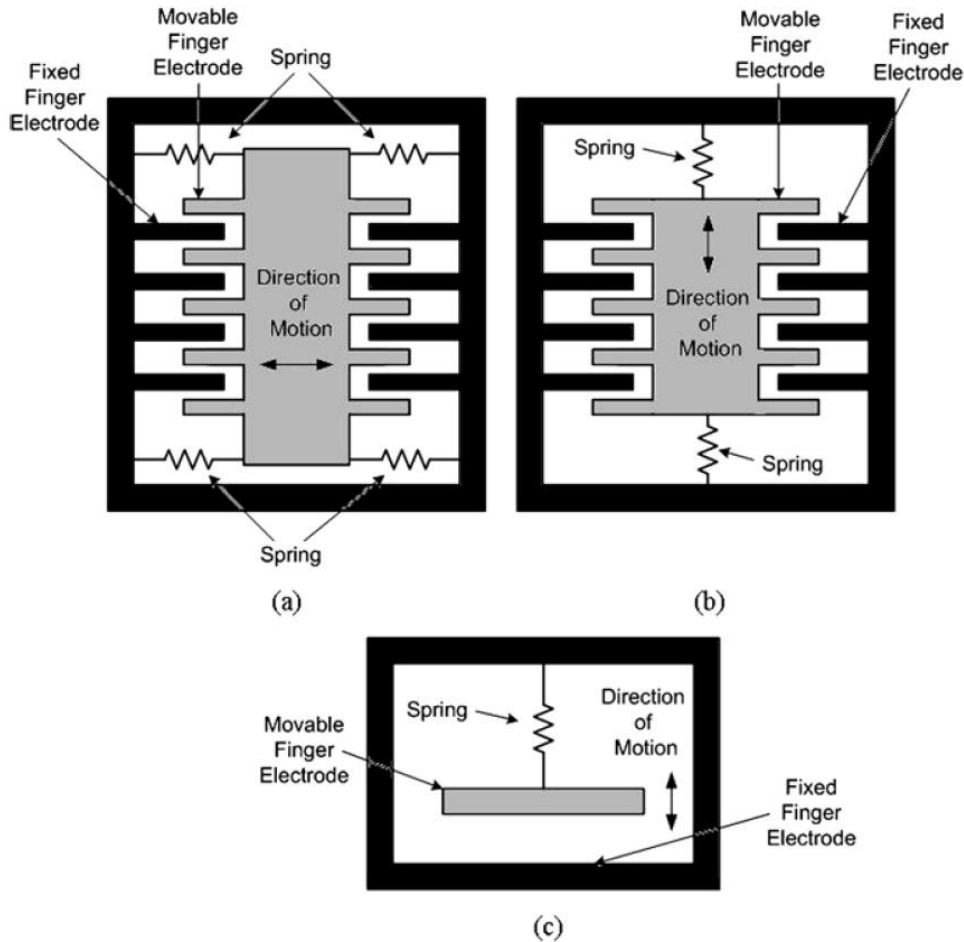 Movable
Finger
Electrode
Spring
Fixed
Finger
Electrode
Direction
of
Motion
Spring
(a)
Movable
Finger
Electrode
Fixed
Finger
Electrode
Spring
Direction
of
Motion
Spring
(b)
Spring
Direction
of
Motion
Movable
Finger
Electrode
Fixed
Finger
Electrode
(c)